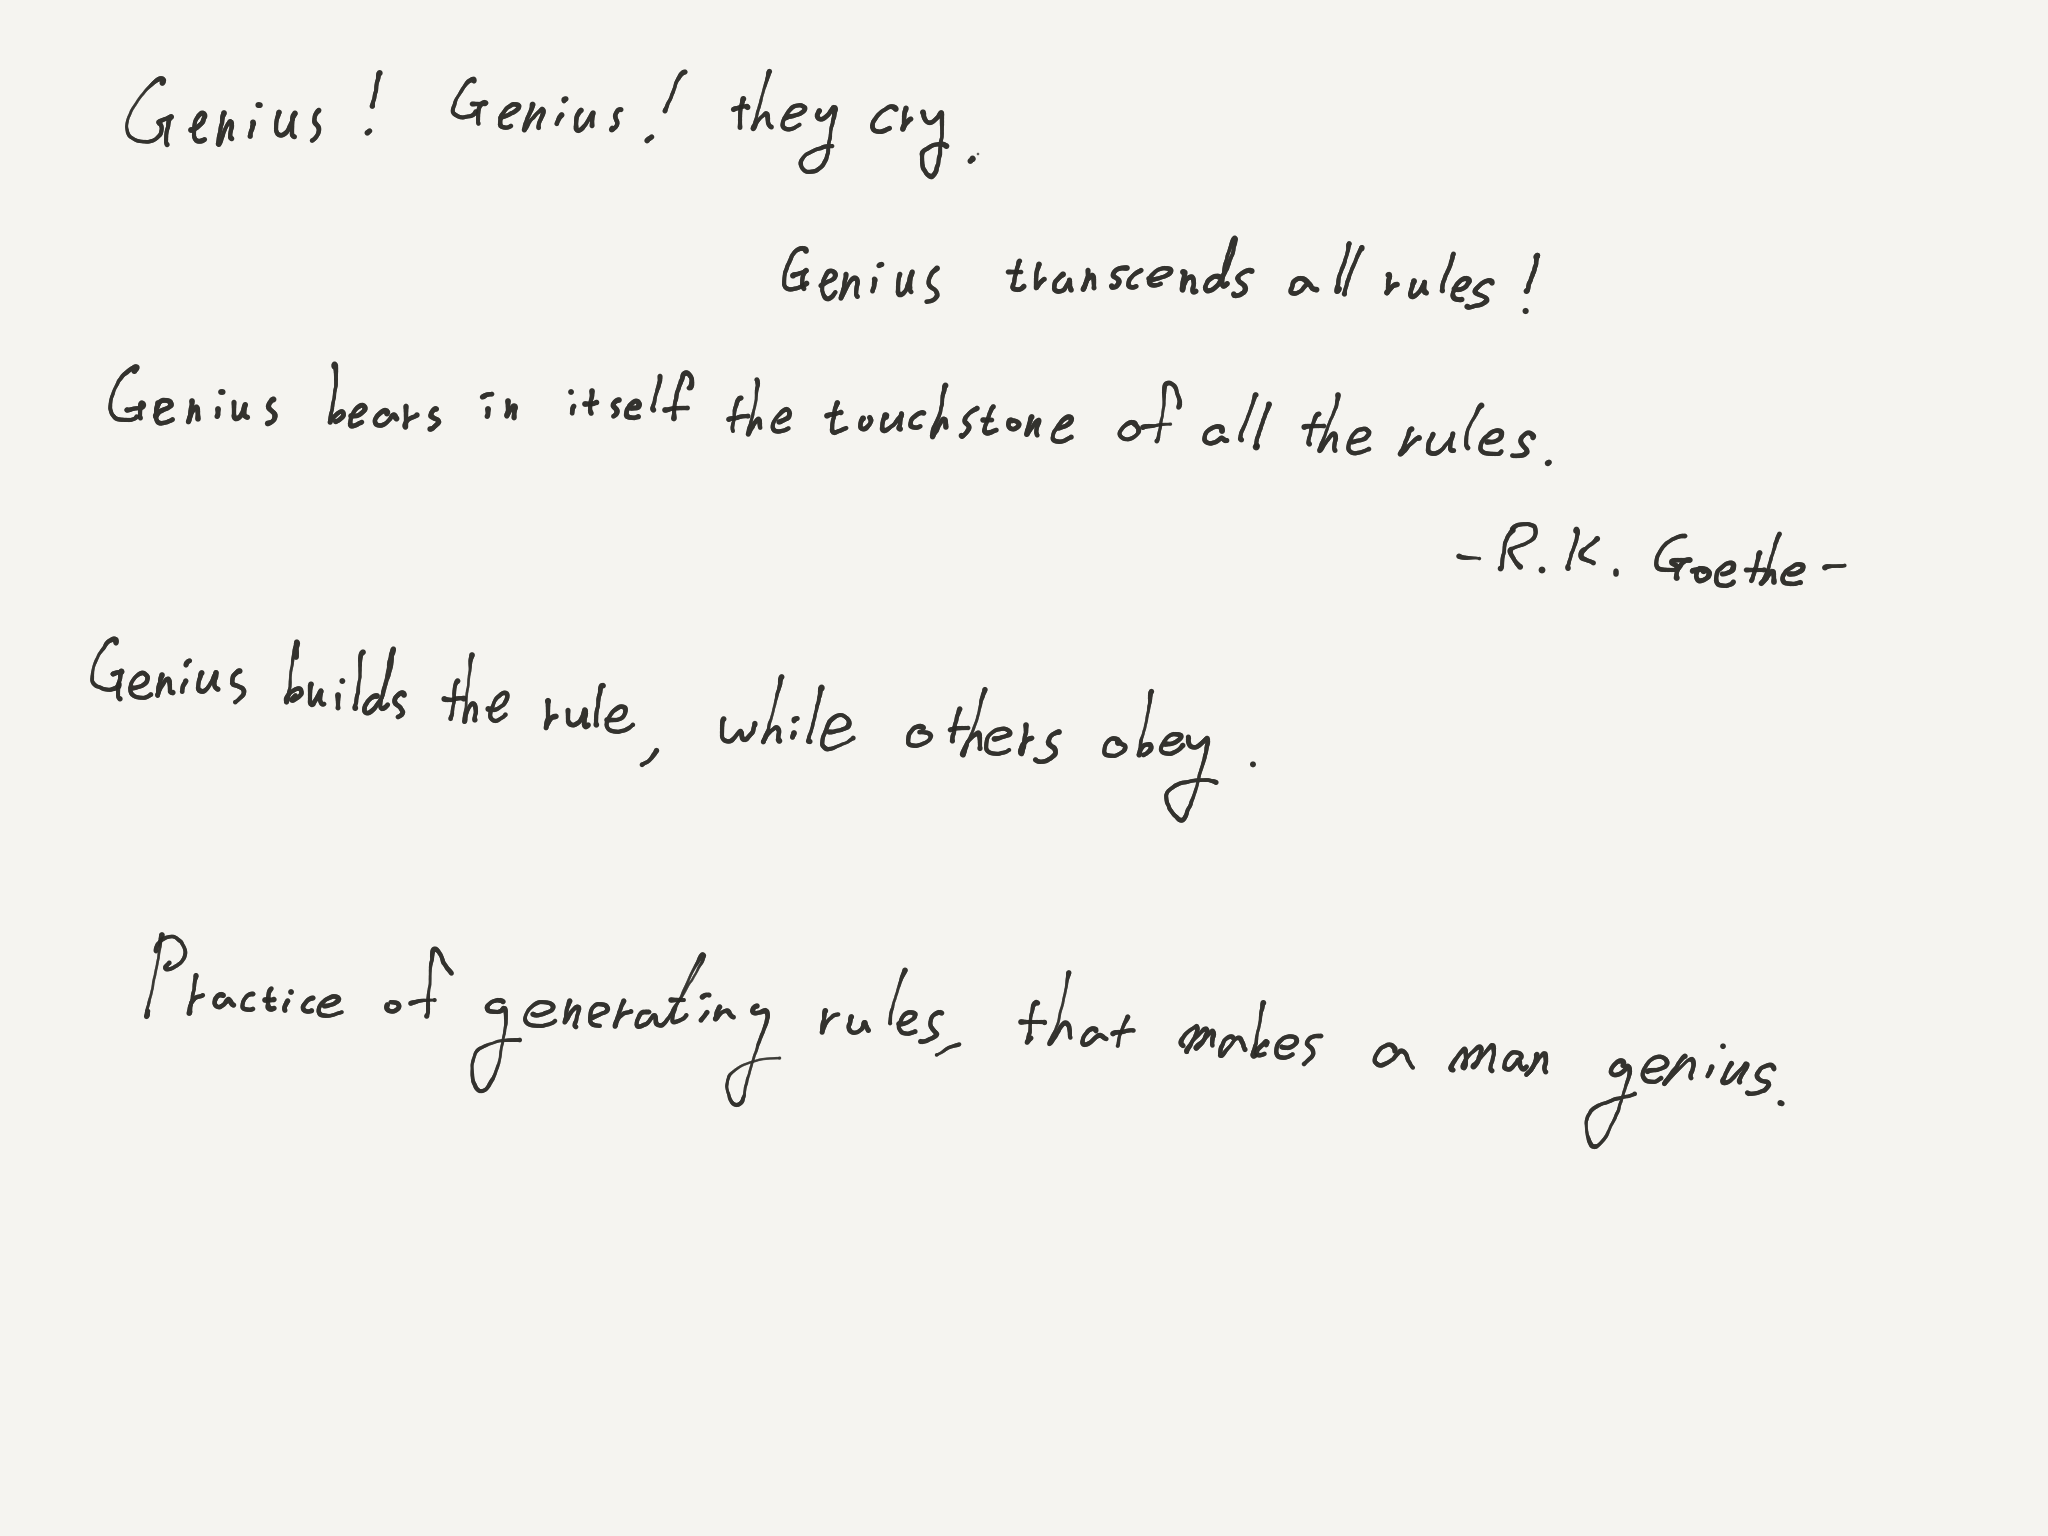 Genius! Genius! they cry.
Genius transcends all rules!
Genius bears in itself the touchstone of all the rules.
- R. K. Goethe -
Genius builds the rule, while others obey.
Practice of generating rules, that makes a man genius.